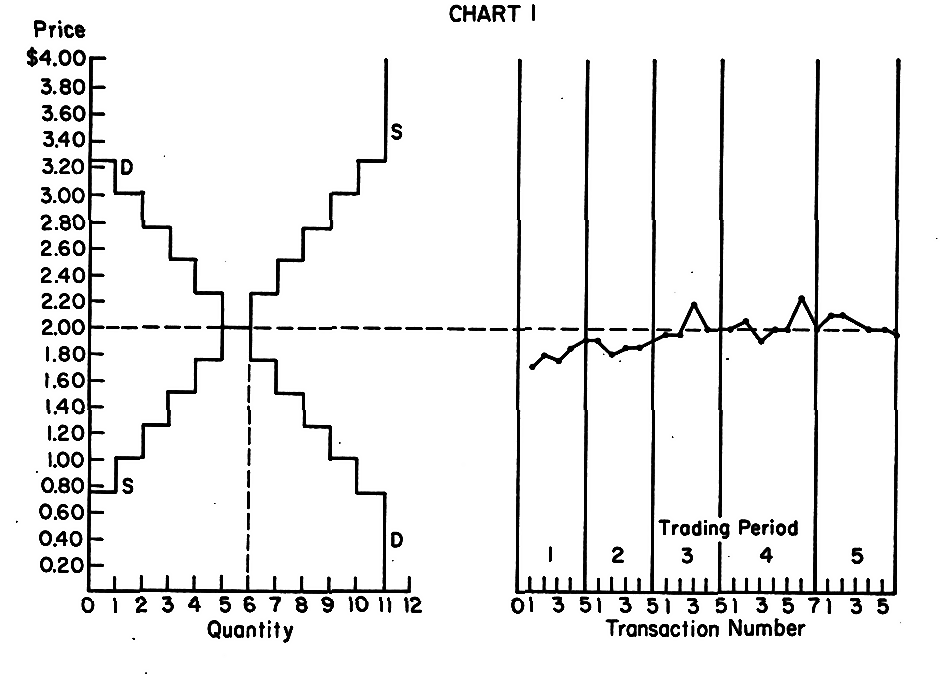 CHART I
Price
$4.00
3.80
3.60
3.40
3.20
3.00
2.80
2.60
2.40
2.20
2.00
1.80
1.60
1.40
1.20
1.00
0.80
0.60
0.40
0.20
D
S
S
D
0 1 2 3 4 5 6 7 8 9 10 11 12
Quantity
Trading Period
1 2 3 4 5
0 1 3 5 1 3 5 1 3 5 1 3 5 7 1 3 5
Transaction Number